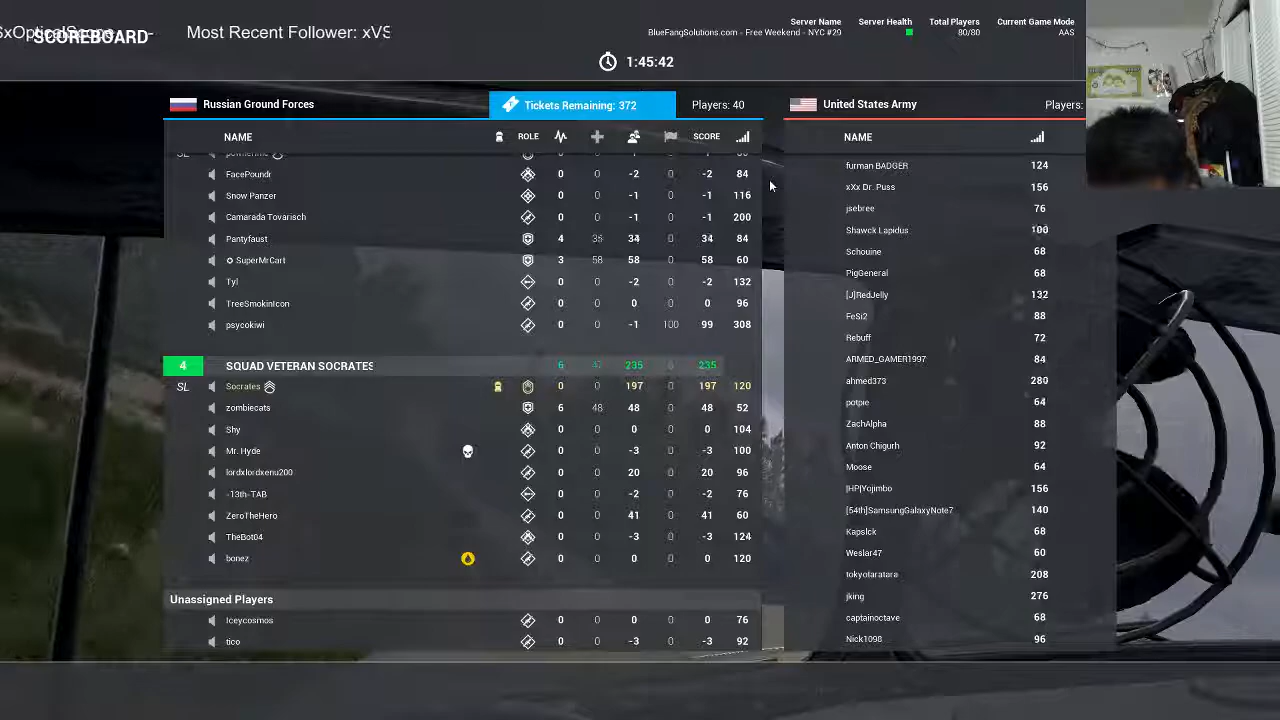 SCOREBOARD
Most Recent Follower: xVS
Server Name Server Health Total Players Current Game Mode
BlueFangSolutions.com - Free Weekend - NYC #29 80/80 AAS
1:45:42
Russian Ground Forces Tickets Remaining: 372 Players: 40
NAME ROLE SCORE
FacePoundr 0 0 -2 0 -2 84
Snow Panzer 0 0 -1 0 -1 116
Camarada Tovarisch 0 0 -1 0 -1 200
Pantyfaust 4 35 34 0 34 84
SuperMrCart 3 58 58 0 58 60
Tyl 0 0 -2 0 -2 132
TreeSmokinIcon 0 0 0 0 0 96
psycokiwi 0 0 -1 100 99 308
4 SQUAD VETERAN SOCRATES 6 235 235
SL Socrates 0 0 197 0 197 120
zombiecats 6 48 48 0 48 52
Shy 0 0 0 0 0 104
Mr. Hyde 0 0 -3 0 -3 100
lordxlordxenu200 0 0 20 0 20 96
-13th-TAB 0 0 -2 0 -2 76
ZeroTheHero 0 0 41 0 41 60
TheBot04 0 0 -3 0 -3 124
bonez 0 0 0 0 0 120
Unassigned Players
Iceycosmos 0 0 0 0 0 76
tico 0 0 -3 0 -3 92
United States Army Players:
NAME
furman BADGER 124
xXx Dr. Puss 156
jsebree 76
Shawck Lapidus 100
Schouine 68
PigGeneral 68
[J]RedJelly 132
FeSi2 88
Rebuff 72
ARMED_GAMER1997 84
ahmed373 280
potpie 64
ZachAlpha 88
Anton Chigurh 92
Moose 64
|HP|Yojimbo 156
[54th]SamsungGalaxyNote7 140
Kapslck 68
Weslar47 60
tokyotaratara 208
jking 276
captainoctave 68
Nick1098 96